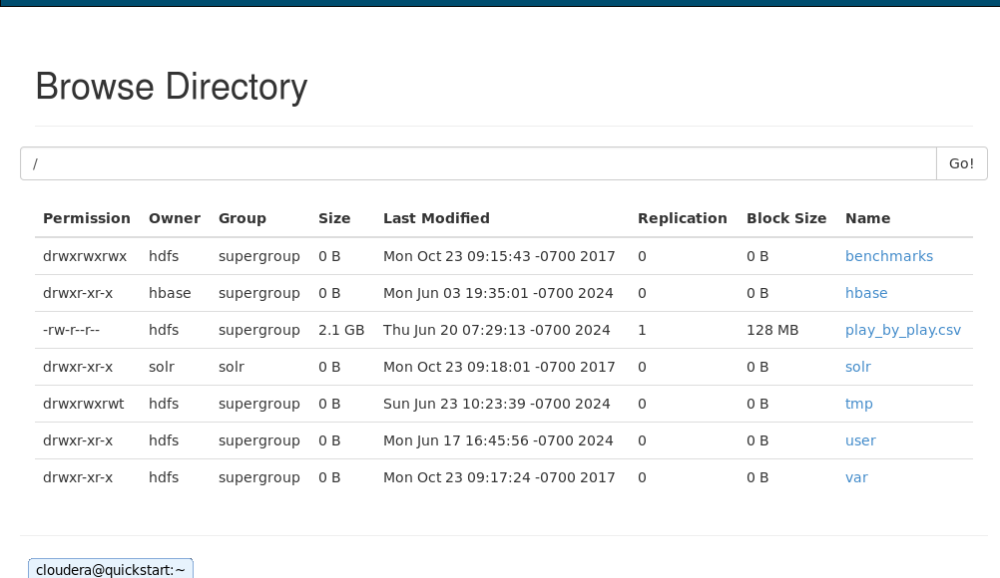 Browse Directory
/ Go!
Permission Owner Group Size Last Modified Replication Block Size Name
drwxrwxrwx hdfs supergroup 0 B Mon Oct 23 09:15:43 -0700 2017 0 0 B benchmarks
drwxr-xr-x hbase supergroup 0 B Mon Jun 03 19:35:01 -0700 2024 0 0 B hbase
-rw-r--r-- hdfs supergroup 2.1 GB Thu Jun 20 07:29:13 -0700 2024 1 128 MB play_by_play.csv
drwxr-xr-x solr solr 0 B Mon Oct 23 09:18:01 -0700 2017 0 0 B solr
drwxrwxrwt hdfs supergroup 0 B Sun Jun 23 10:23:39 -0700 2024 0 0 B tmp
drwxr-xr-x hdfs supergroup 0 B Mon Jun 17 16:45:56 -0700 2024 0 0 B user
drwxr-xr-x hdfs supergroup 0 B Mon Oct 23 09:17:24 -0700 2017 0 0 B var
cloudera@quickstart:~